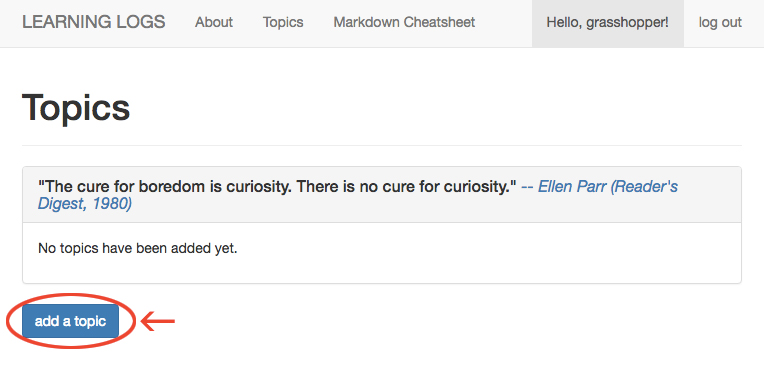 LEARNING LOGS About Topics Markdown Cheatsheet Hello, grasshopper! log out
Topics
"The cure for boredom is curiosity. There is no cure for curiosity." -- Ellen Parr (Reader's
Digest, 1980)
No topics have been added yet.
add a topic